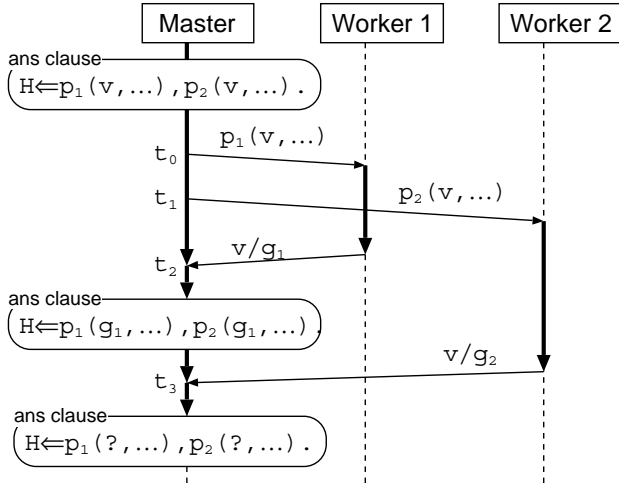 Master Worker 1 Worker 2
ans clause
H⇐p₁(v,…),p₂(v,…).
p₁(v,…)
t₀
p₂(v,…)
t₁
v/g₁
t₂
ans clause
H⇐p₁(g₁,…),p₂(g₁,…).
v/g₂
t₃
ans clause
H⇐p₁(?,…),p₂(?,…).